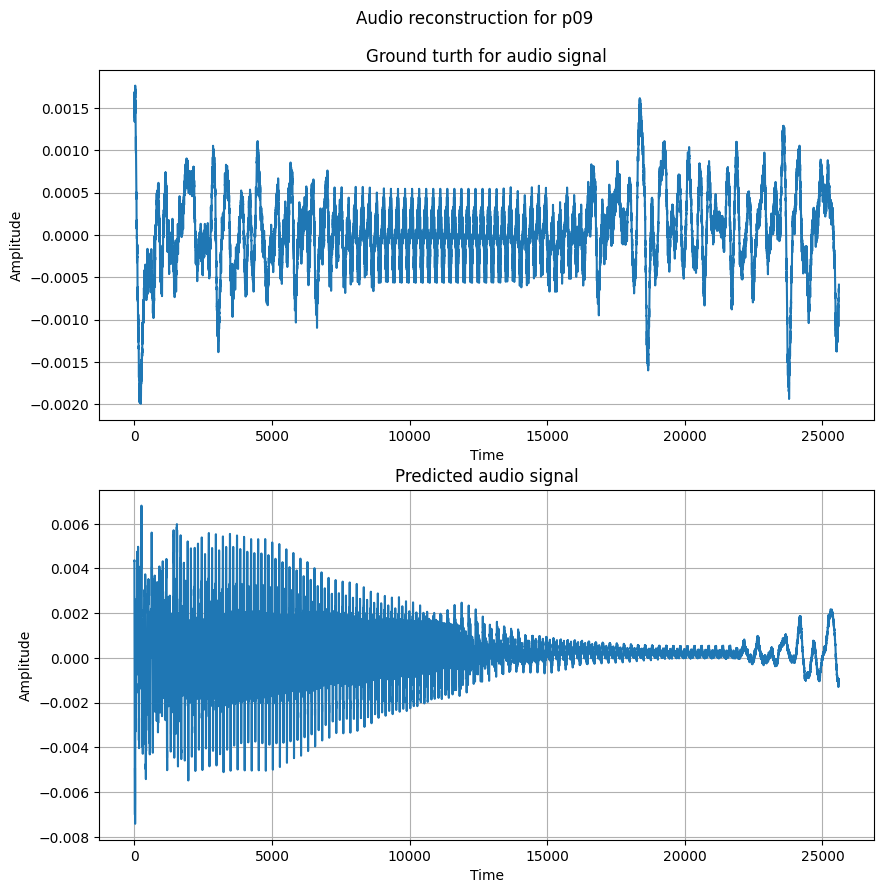 Audio reconstruction for p09
Ground turth for audio signal
0.0015
0.0010
0.0005
0.0000
−0.0005
−0.0010
−0.0015
−0.0020
Amplitude
0 5000 10000 15000 20000 25000
Time
Predicted audio signal
0.006
0.004
0.002
0.000
−0.002
−0.004
−0.006
−0.008
Amplitude
0 5000 10000 15000 20000 25000
Time